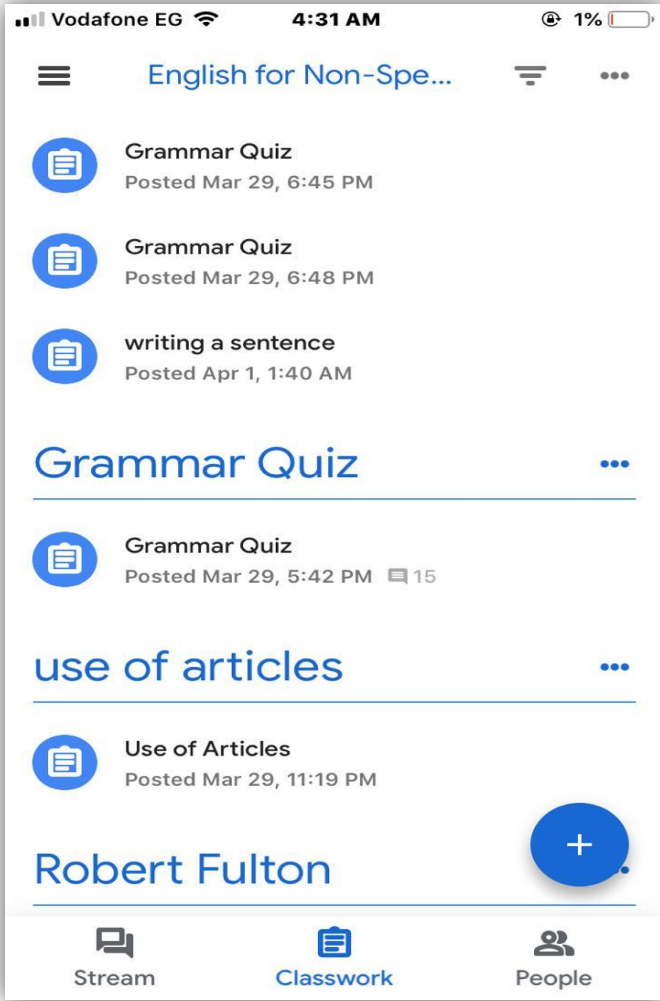 Vodafone EG 4:31 AM 1%
English for Non-Spe...
Grammar Quiz
Posted Mar 29, 6:45 PM
Grammar Quiz
Posted Mar 29, 6:48 PM
writing a sentence
Posted Apr 1, 1:40 AM
Grammar Quiz
Grammar Quiz
Posted Mar 29, 5:42 PM 15
use of articles
Use of Articles
Posted Mar 29, 11:19 PM
Robert Fulton
Stream Classwork People